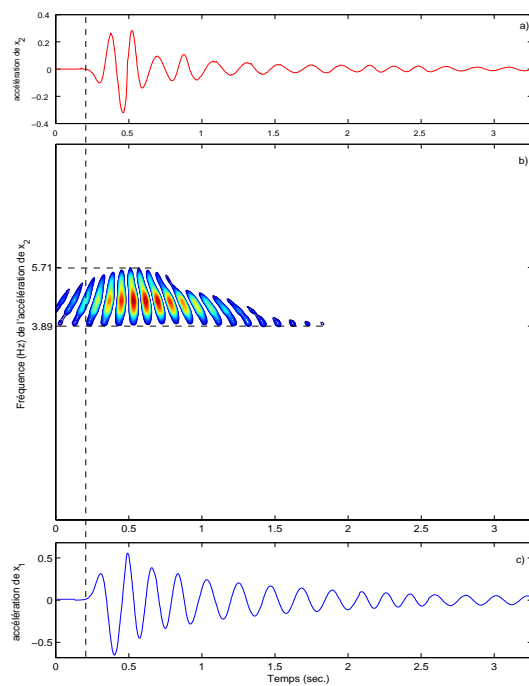 a)
accélération de x2
0.4
0.2
0
−0.2
−0.4
0 0.5 1 1.5 2 2.5 3
b)
Fréquence (Hz) de l'accélération de x2
5.71
3.89
0 0.5 1 1.5 2 2.5 3
c)
accélération de x1
0.5
0
−0.5
0 0.5 1 1.5 2 2.5 3
Temps (sec.)